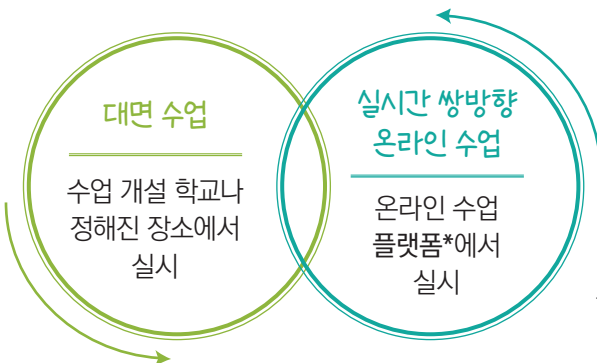 대면 수업
수업 개설 학교나
정해진 장소에서
실시
실시간 쌍방향
온라인 수업
온라인 수업
플랫폼*에서
실시